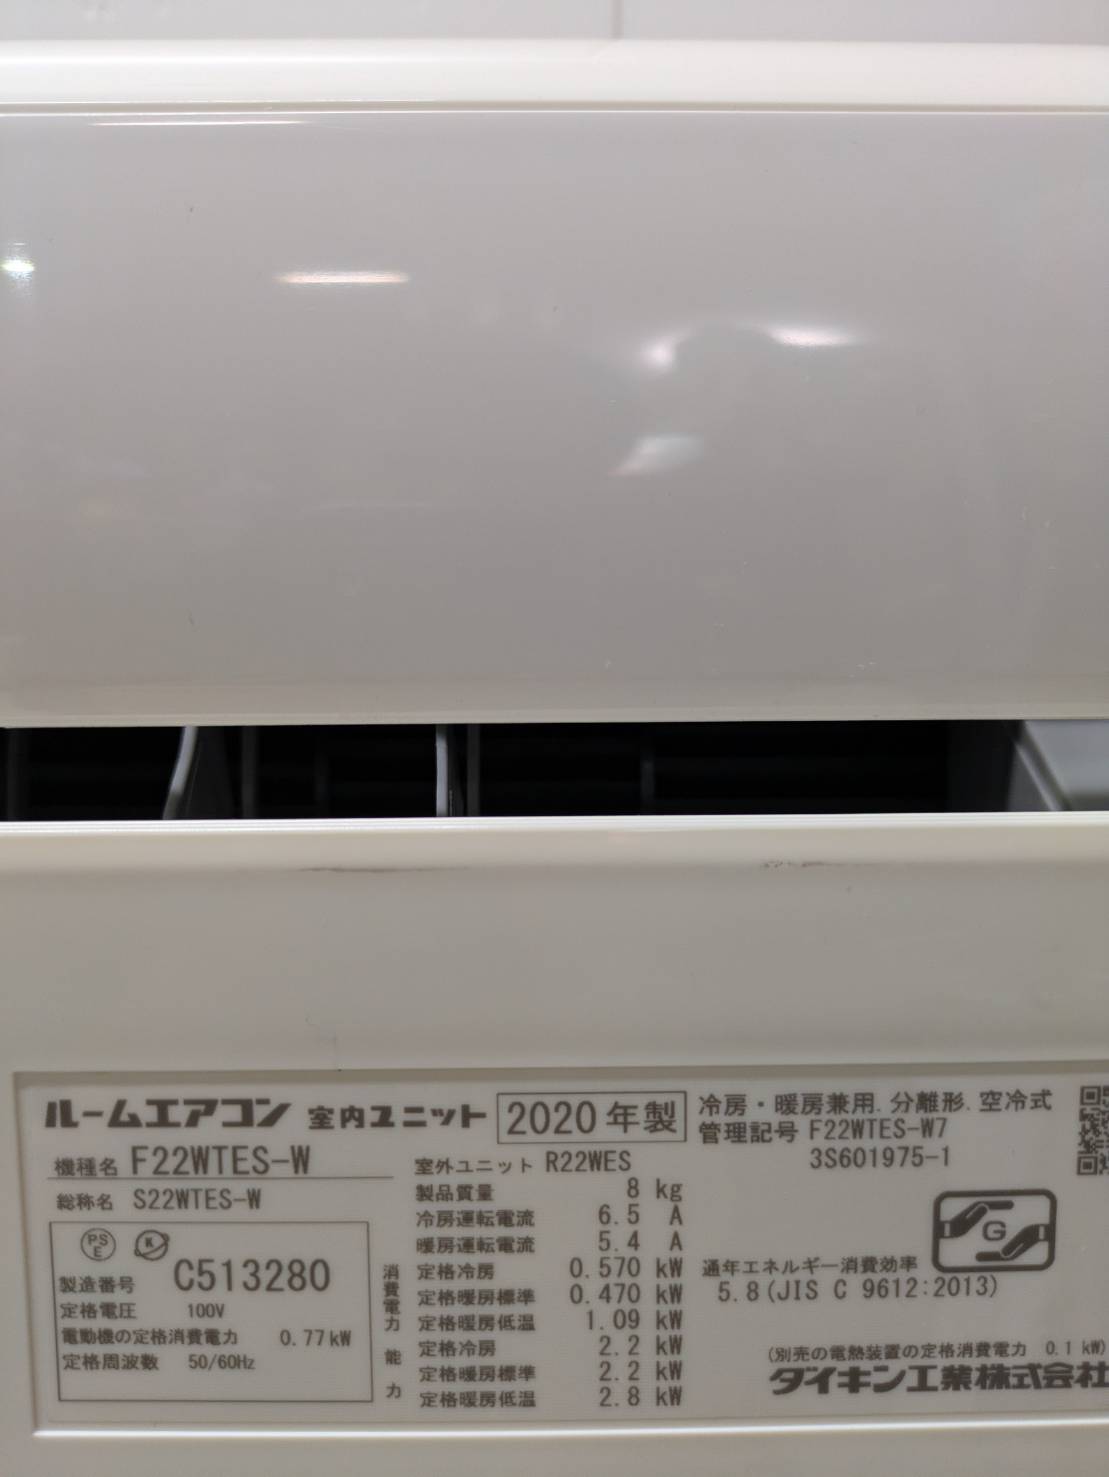 ルームエアコン 室内ユニット 2020年製
冷房・暖房兼用.分離形.空冷式
機種名 F22WTES-W
管理記号 F22WTES-W7
3S601975-1
総称名 S22WTES-W
室外ユニット R22WES
製品質量 8 kg
冷房運転電流 6.5 A
暖房運転電流 5.4 A
消費電力
定格冷房 0.570 kW
定格暖房標準 0.470 kW
定格暖房低温 1.09 kW
能力
定格冷房 2.2 kW
定格暖房標準 2.2 kW
定格暖房低温 2.8 kW
PS
E
K
製造番号 C513280
定格電圧 100V
電動機の定格消費電力 0.77kW
定格周波数 50/60Hz
G
通年エネルギー消費効率
5.8(JIS C 9612:2013)
(別売の電熱装置の定格消費電力 0.1 kW)
ダイキン工業株式会社